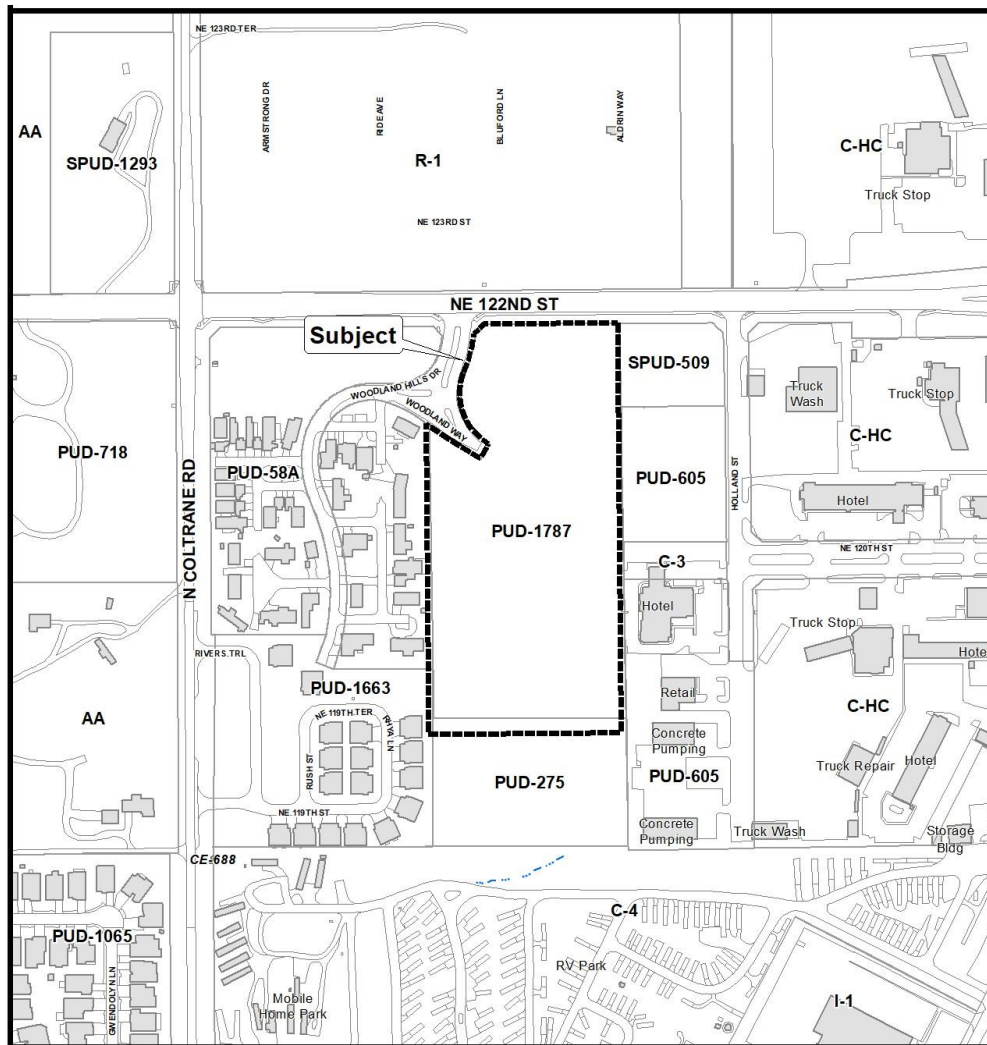 NE 123RD TER
ARMSTRONG DR
RIDE AVE
BLUFORD LN
ALDRIN WAY
AA
SPUD-1293
R-1
C-HC
Truck Stop
NE 123RD ST
NE 122ND ST
Subject
SPUD-509
WOODLAND HILLS DR
WOODLAND WAY
Truck
Wash
Truck Stop
C-HC
PUD-718
PUD-58A
PUD-605
HOLLAND ST
Hotel
N COLTRANE RD
PUD-1787
NE 120TH ST
C-3
Hotel
Truck Stop
Hote
RIVERS TRL
PUD-1663
Retail
AA
NE 119TH TER
RHYA LN
RUSH ST
Concrete
Pumping
C-HC
Truck Repair
Hotel
PUD-275
PUD-605
NE 119TH ST
Concrete
Pumping
Truck Wash
Storage
Bldg
CE-688
C-4
PUD-1065
GWENDOLYN LN
RV Park
Mobile
Home Park
I-1